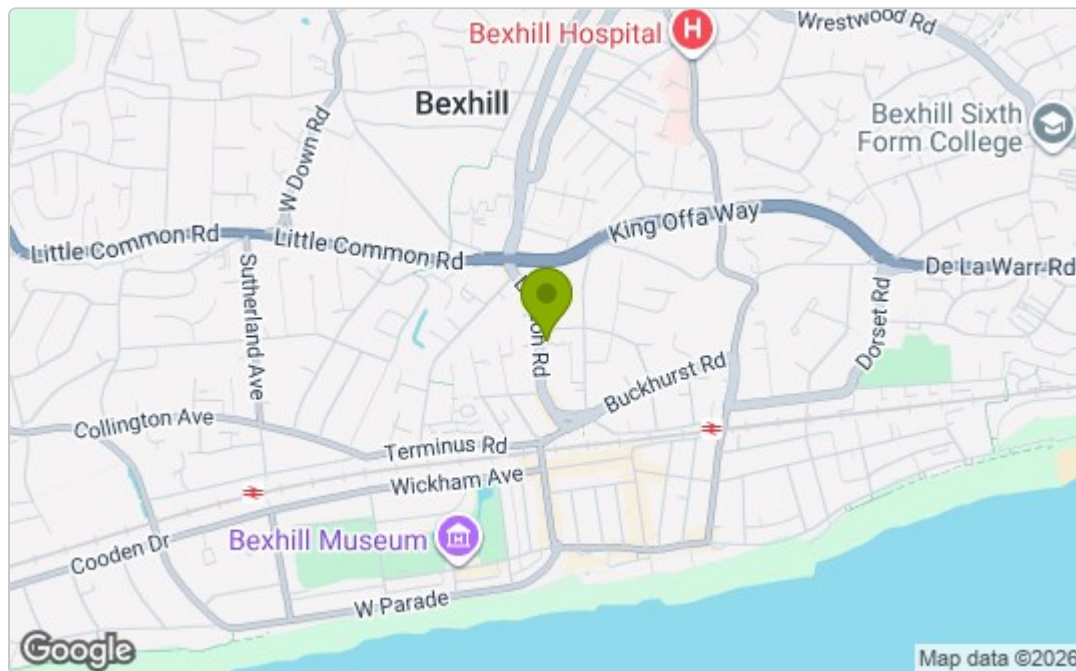 Wrestwood Rd
Bexhill Hospital
H
Bexhill
Bexhill Sixth
Form College
W Down Rd
King Offa Way
Little Common Rd
Little Common Rd
De La Warr Rd
Sutherland Ave
Dorset Rd
Buckhurst Rd
Collington Ave
Terminus Rd
Wickham Ave
Bexhill Museum
Cooden Dr
W Parade
Google
Map data ©2026